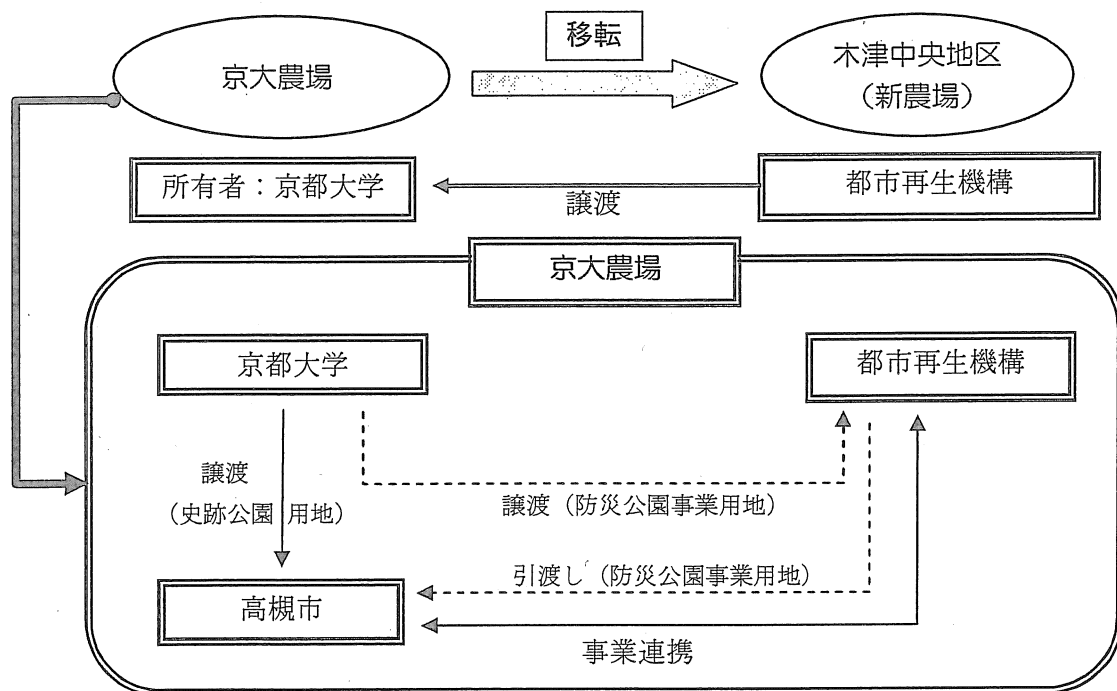 移転
京大農場
木津中央地区
(新農場)
所有者:京都大学
都市再生機構
譲渡
京大農場
京都大学
都市再生機構
譲渡
(史跡公園 用地)
譲渡(防災公園事業用地)
引渡し(防災公園事業用地)
高槻市
事業連携